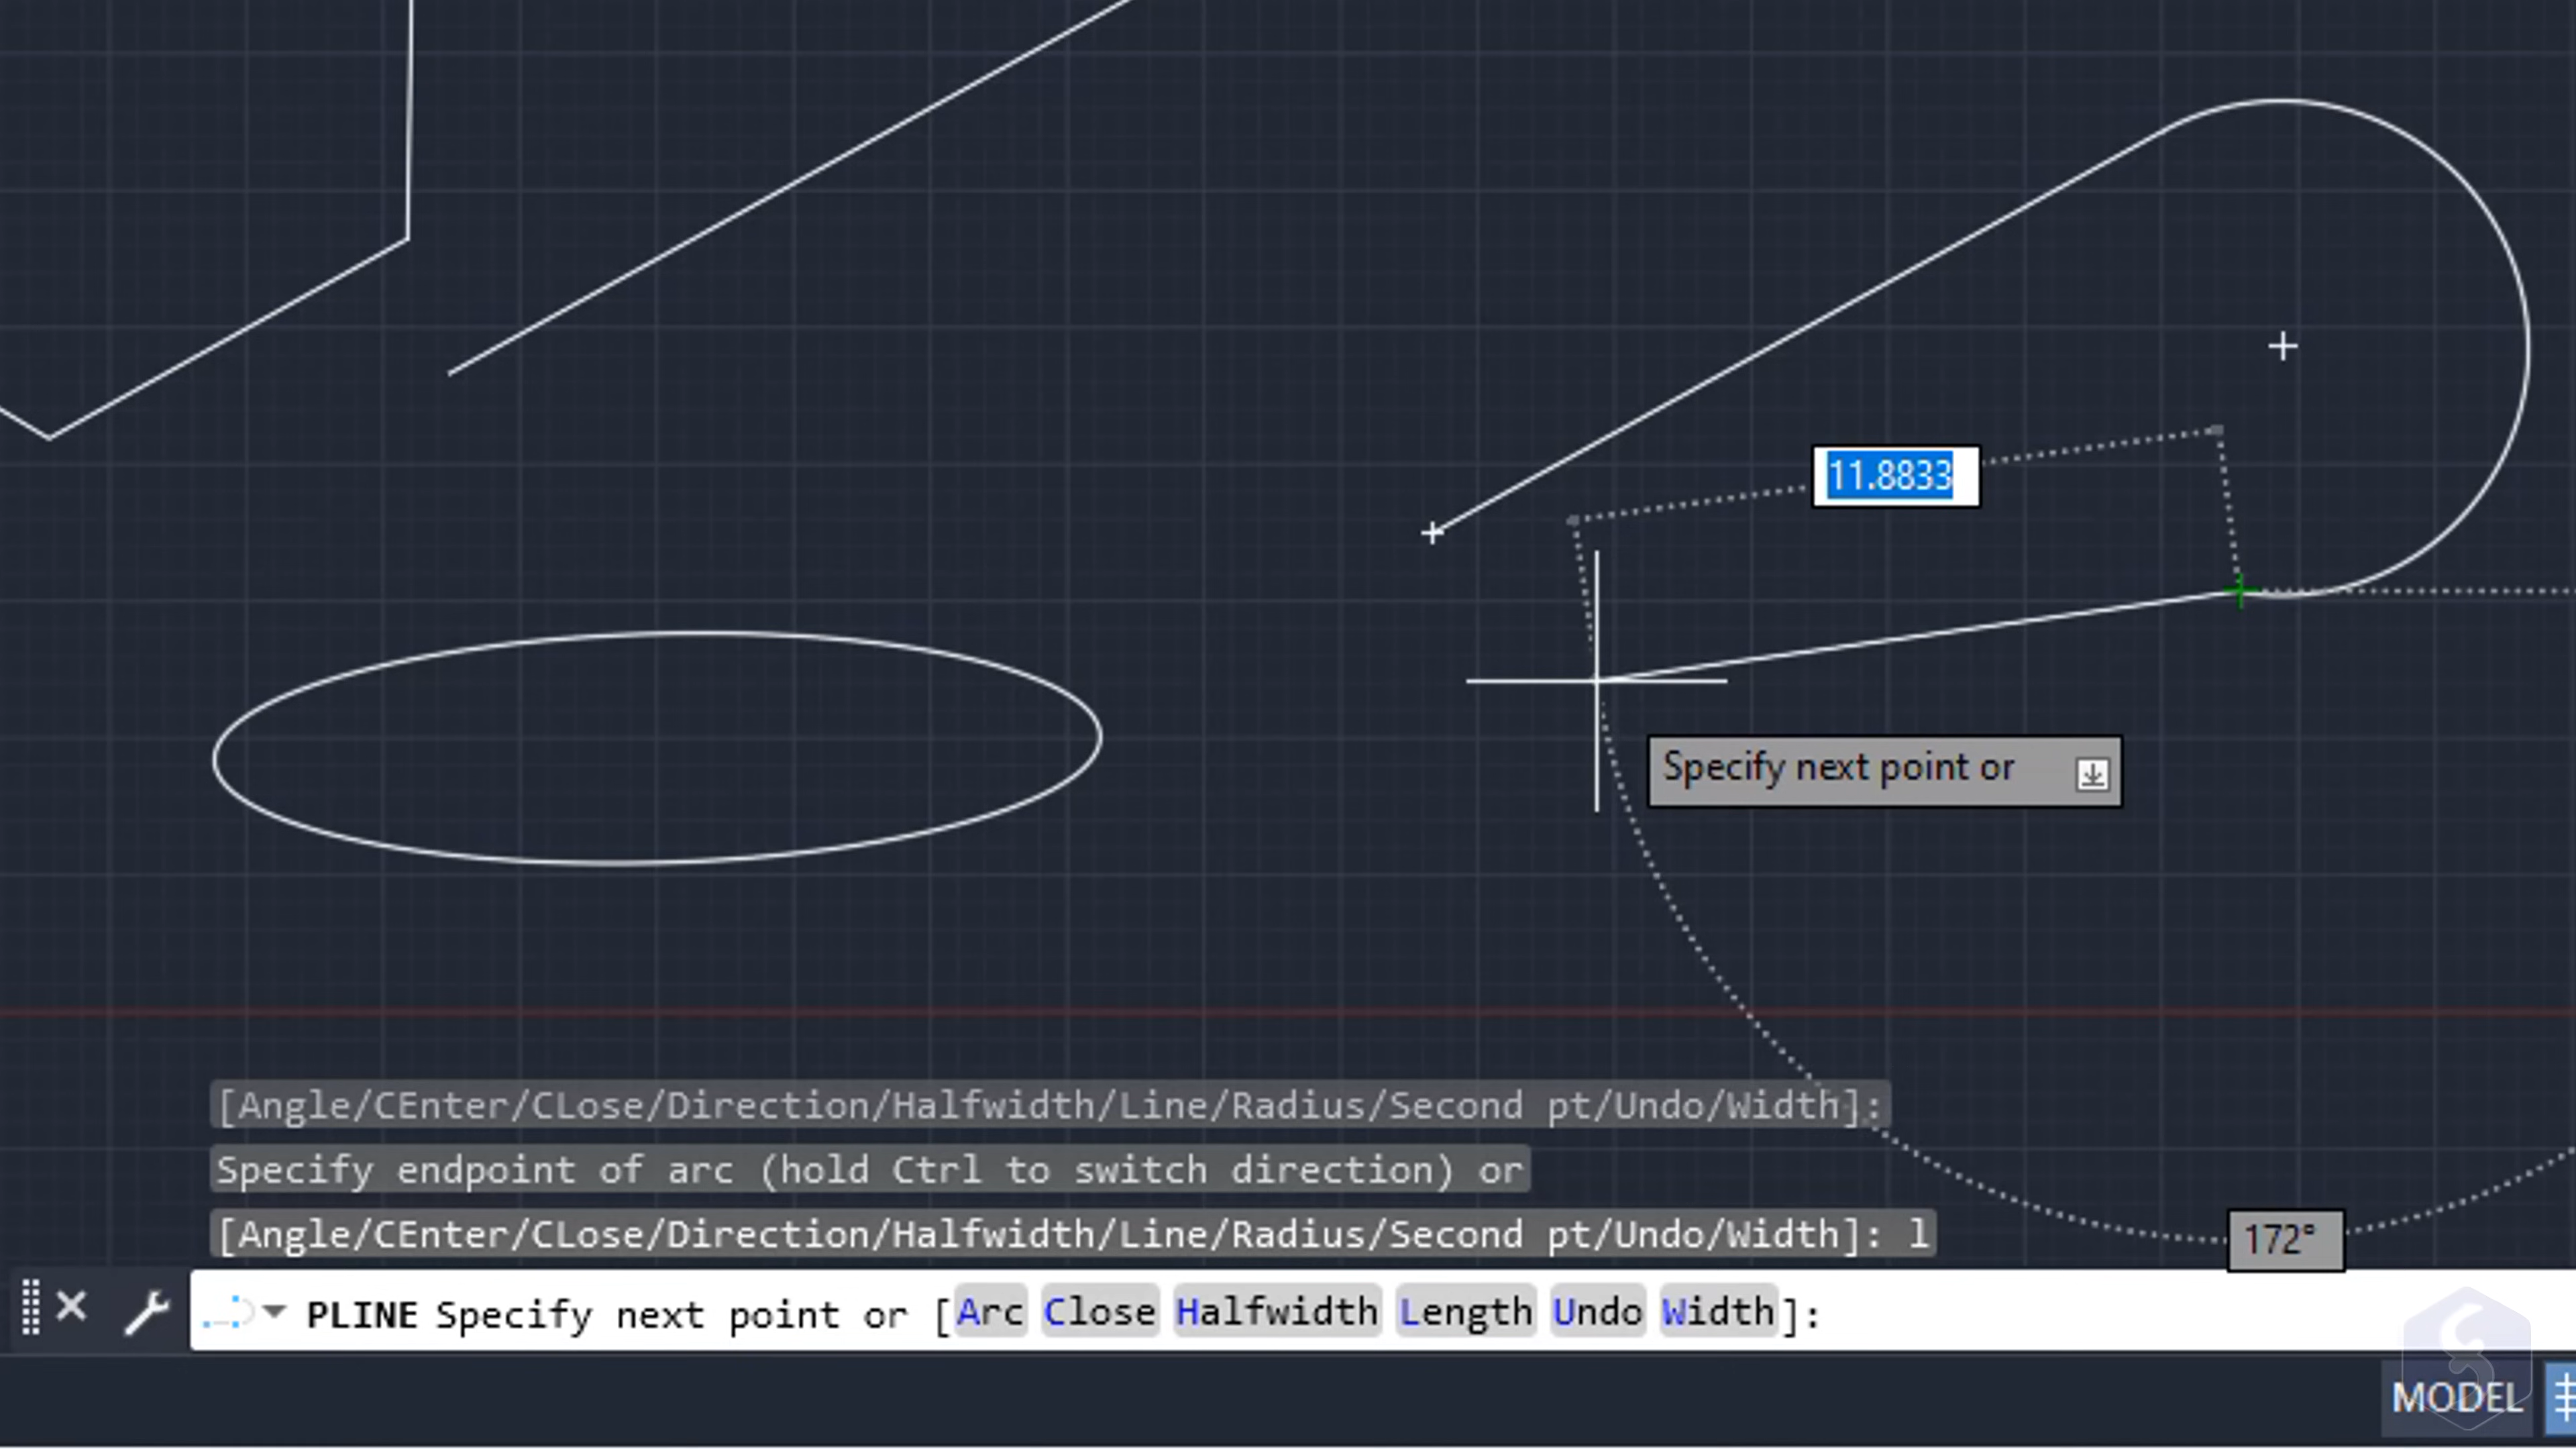 11.8833
Specify next point or
[Angle/CEnter/CLose/Direction/Halfwidth/Line/Radius/Second pt/Undo/Width]:
Specify endpoint of arc (hold Ctrl to switch direction) or
[Angle/CEnter/CLose/Direction/Halfwidth/Line/Radius/Second pt/Undo/Width]: l
172°
PLINE Specify next point or [Arc Close Halfwidth Length Undo Width]:
MODEL